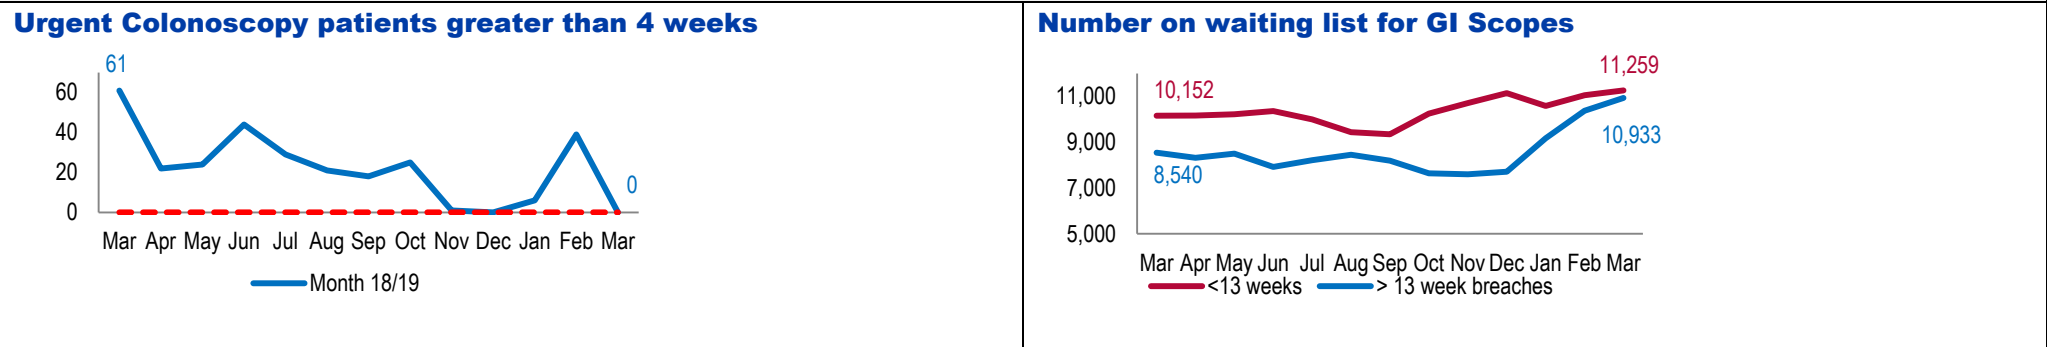 Urgent Colonoscopy patients greater than 4 weeks
61
60
40
20
0
0
Mar Apr May Jun Jul Aug Sep Oct Nov Dec Jan Feb Mar
Month 18/19
Number on waiting list for GI Scopes
11,259
10,152
11,000
9,000
10,933
8,540
7,000
5,000
Mar Apr May Jun Jul Aug Sep Oct Nov Dec Jan Feb Mar
<13 weeks > 13 week breaches